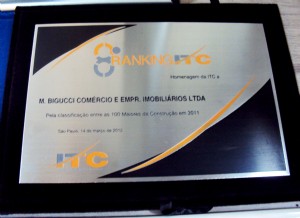 RANKING ITC
Homenagem da ITC a
M. BIGUCCI COMÉRCIO E EMPR. IMOBILIÁRIOS LTDA
Pela classificação entre as 100 Maiores da Construção em 2011
São Paulo, 14 de março de 2012
ITC